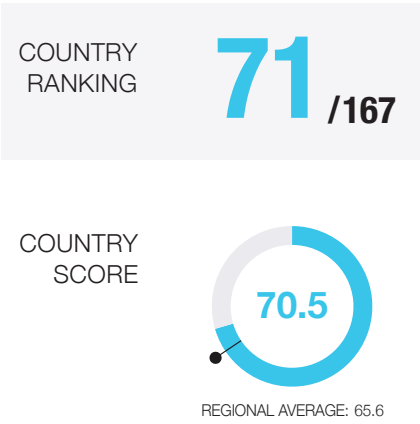 COUNTRY
RANKING
71 /167
COUNTRY
SCORE
70.5
REGIONAL AVERAGE: 65.6